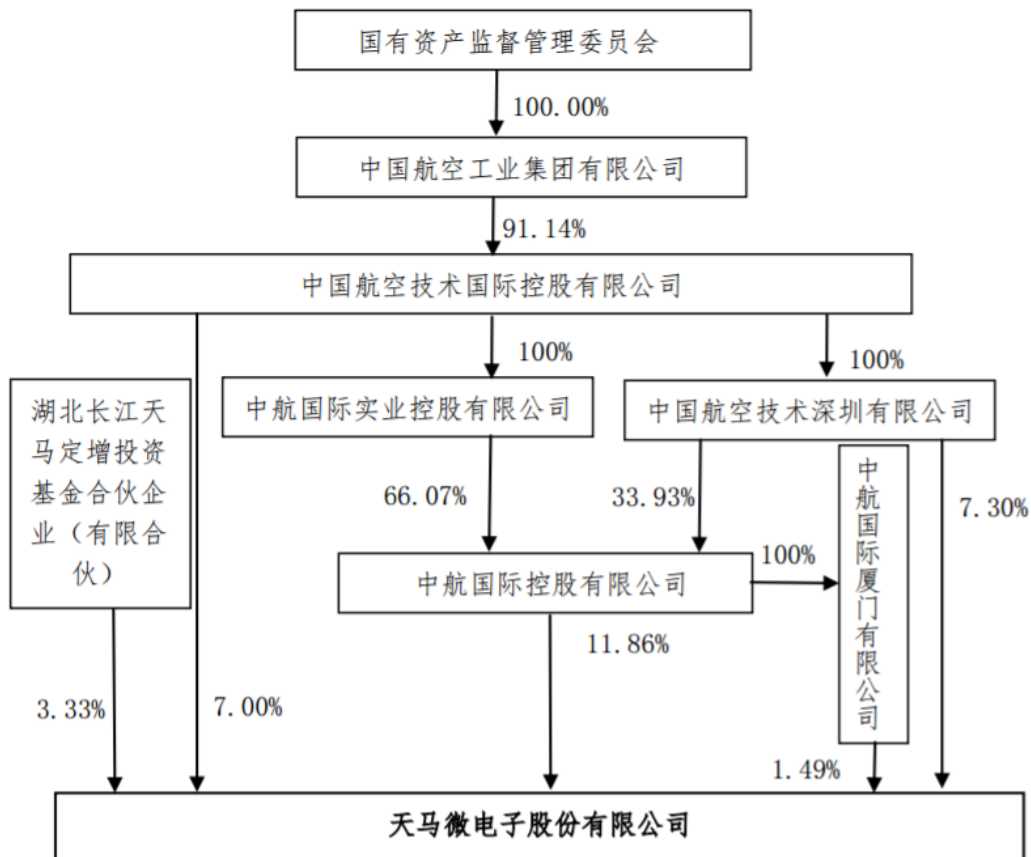 国有资产监督管理委员会
100.00%
中国航空工业集团有限公司
91.14%
中国航空技术国际控股有限公司
100%
100%
湖北长江天
马定增投资
基金合伙企
业（有限合
伙）
中航国际实业控股有限公司
中国航空技术深圳有限公司
66.07%
33.93%
中航国际厦门有限公司
7.30%
中航国际控股有限公司
100%
11.86%
3.33%
7.00%
1.49%
天马微电子股份有限公司